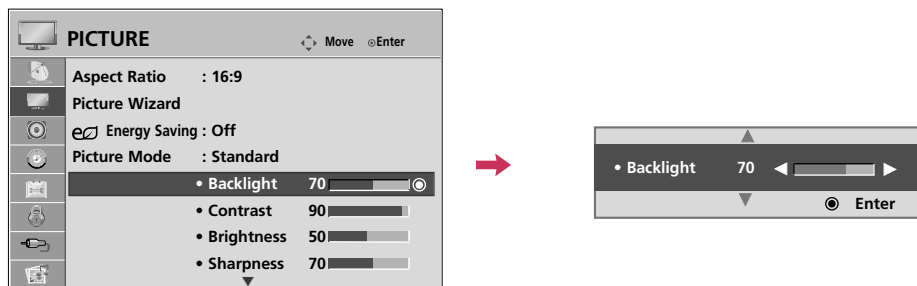 PICTURE Move Enter
Aspect Ratio : 16:9
Picture Wizard
Energy Saving : Off
Picture Mode : Standard
• Backlight 70
• Contrast 90
• Brightness 50
• Sharpness 70
• Backlight 70
Enter